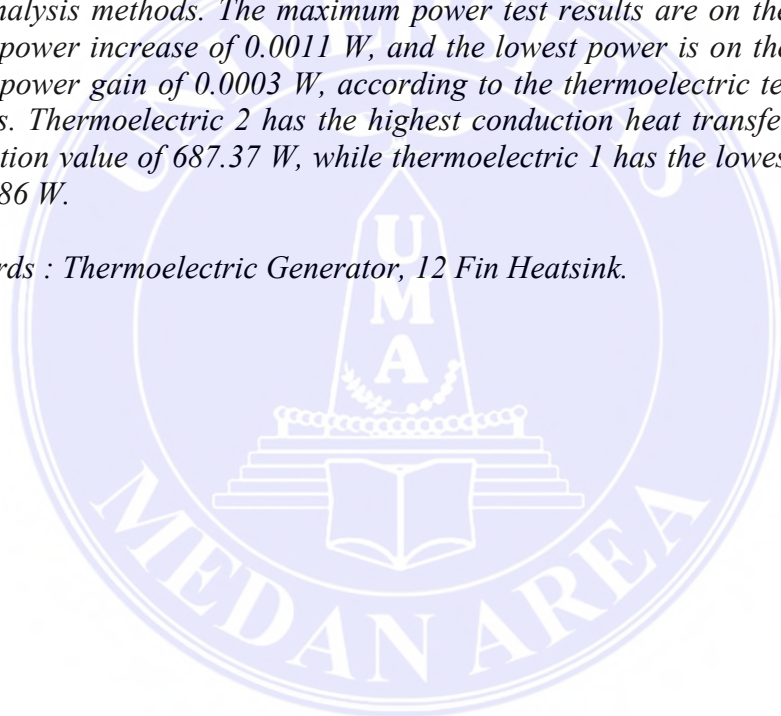 nalysis methods. The maximum power test results are on the
power increase of 0.0011 W, and the lowest power is on the
power gain of 0.0003 W, according to the thermoelectric te
s. Thermoelectric 2 has the highest conduction heat transfe
tion value of 687.37 W, while thermoelectric 1 has the lowes
86 W.
rds : Thermoelectric Generator, 12 Fin Heatsink.
UNIVERSITAS
UMA
MEDAN AREA